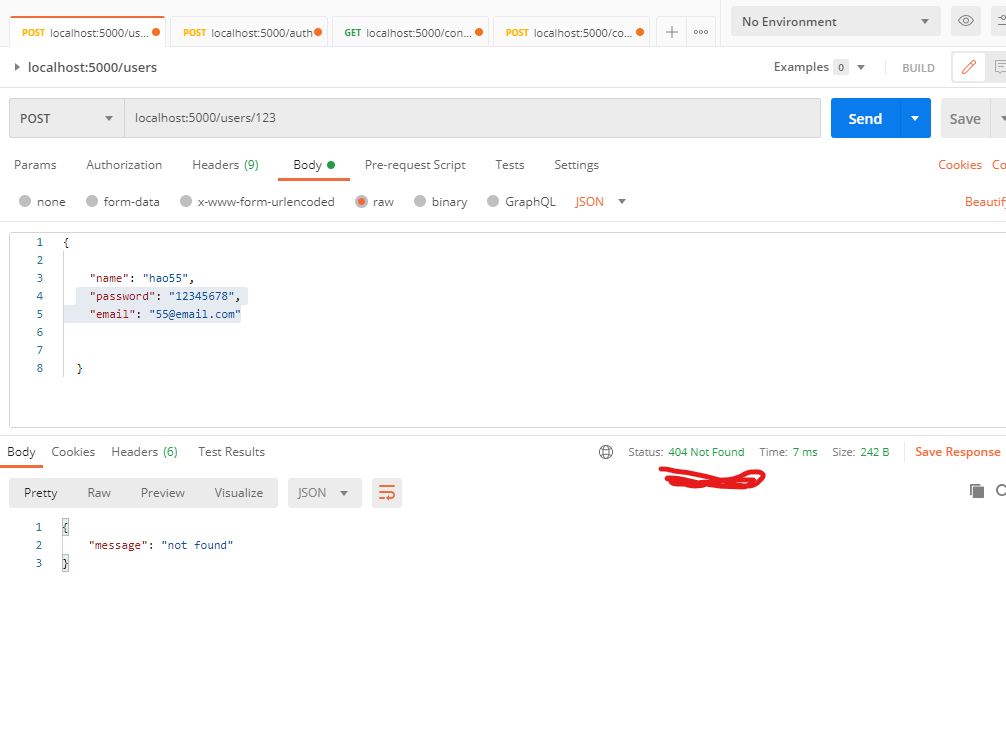 POST localhost:5000/us... POST localhost:5000/auth GET localhost:5000/con... POST localhost:5000/co... No Environment
localhost:5000/users Examples 0 BUILD
POST localhost:5000/users/123 Send Save
Params Authorization Headers (9) Body Pre-request Script Tests Settings Cookies Co
none form-data x-www-form-urlencoded raw binary GraphQL JSON Beautify
1 {
2
3 "name": "hao55",
4 "password": "12345678",
5 "email": "55@email.com"
6
7
8 }
Body Cookies Headers (6) Test Results Status: 404 Not Found Time: 7 ms Size: 242 B Save Response
Pretty Raw Preview Visualize JSON
1 {
2 "message": "not found"
3 }